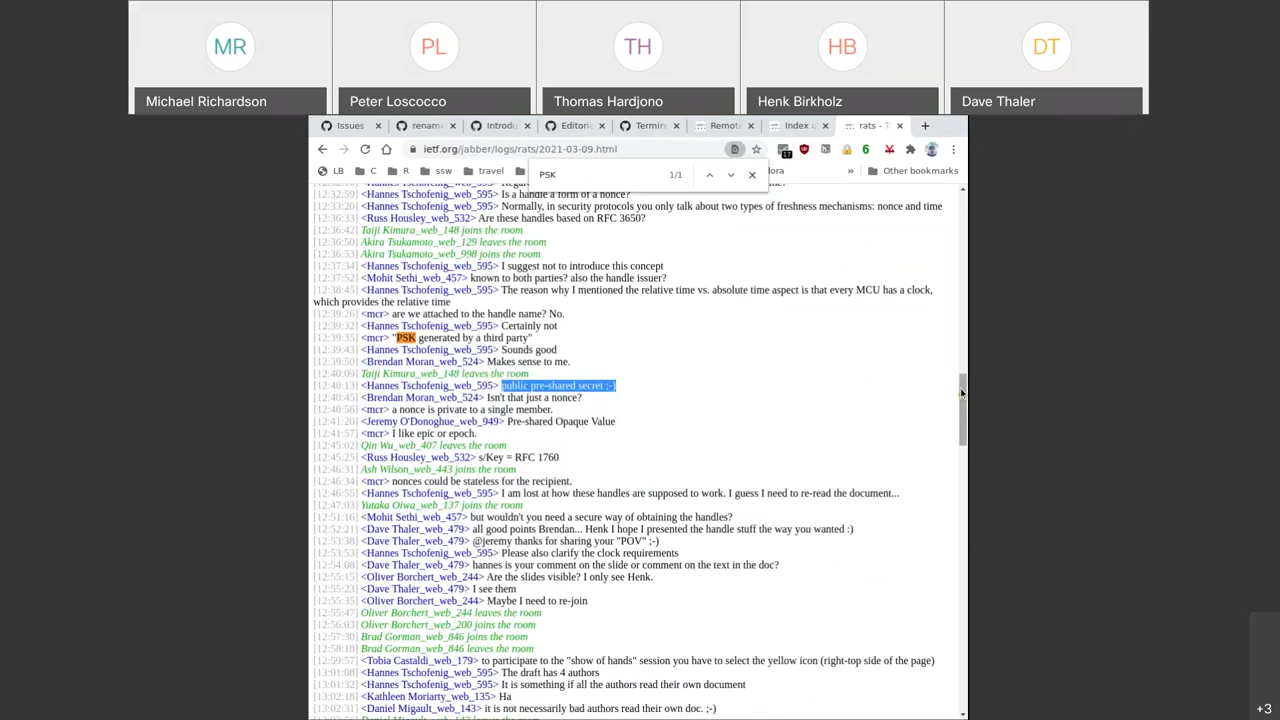 MR
PL
TH
HB
DT
Michael Richardson
Peter Loscocco
Thomas Hardjono
Henk Birkholz
Dave Thaler
Issues
rename
Introdu
Editori
Termin
Remot
Index o
rats - T
ietf.org/jabber/logs/rats/2021-03-09.html
17
6
LB
C
R
ssw
travel
PSK
1/1
dora
»
Other bookmarks
[12:32:59] <Hannes Tschofenig_web_595> Is a handle a form of a nonce?
[12:33:20] <Hannes Tschofenig_web_595> Normally, in security protocols you only talk about two types of freshness mechanisms: nonce and time
[12:36:33] <Russ Housley_web_532> Are these handles based on RFC 3650?
[12:36:42] Taiji Kimura_web_148 joins the room
[12:36:50] Akira Tsukamoto_web_129 leaves the room
[12:36:53] Akira Tsukamoto_web_998 joins the room
[12:37:34] <Hannes Tschofenig_web_595> I suggest not to introduce this concept
[12:37:52] <Mohit Sethi_web_457> known to both parties? also the handle issuer?
[12:38:45] <Hannes Tschofenig_web_595> The reason why I mentioned the relative time vs. absolute time aspect is that every MCU has a clock,
which provides the relative time
[12:39:26] <mcr> are we attached to the handle name? No.
[12:39:32] <Hannes Tschofenig_web_595> Certainly not
[12:39:35] <mcr> "PSK generated by a third party"
[12:39:43] <Hannes Tschofenig_web_595> Sounds good
[12:39:50] <Brendan Moran_web_524> Makes sense to me.
[12:40:09] Taiji Kimura_web_148 leaves the room
[12:40:13] <Hannes Tschofenig_web_595> public pre-shared secret ;-)
[12:40:45] <Brendan Moran_web_524> Isn't that just a nonce?
[12:40:56] <mcr> a nonce is private to a single member.
[12:41:20] <Jeremy O'Donoghue_web_949> Pre-shared Opaque Value
[12:41:57] <mcr> I like epic or epoch.
[12:45:02] Qin Wu_web_407 leaves the room
[12:45:25] <Russ Housley_web_532> s/Key = RFC 1760
[12:46:31] Ash Wilson_web_443 joins the room
[12:46:34] <mcr> nonces could be stateless for the recipient.
[12:46:55] <Hannes Tschofenig_web_595> I am lost at how these handles are supposed to work. I guess I need to re-read the document...
[12:47:03] Yutaka Oiwa_web_137 joins the room
[12:51:16] <Mohit Sethi_web_457> but wouldn't you need a secure way of obtaining the handles?
[12:52:21] <Dave Thaler_web_479> all good points Brendan... Henk I hope I presented the handle stuff the way you wanted :)
[12:53:38] <Dave Thaler_web_479> @jeremy thanks for sharing your "POV" ;-)
[12:53:53] <Hannes Tschofenig_web_595> Please also clarify the clock requirements
[12:54:08] <Dave Thaler_web_479> hannes is your comment on the slide or comment on the text in the doc?
[12:55:15] <Oliver Borchert_web_244> Are the slides visible? I only see Henk.
[12:55:23] <Dave Thaler_web_479> I see them
[12:55:35] <Oliver Borchert_web_244> Maybe I need to re-join
[12:55:43] Oliver Borchert_web_244 leaves the room
[12:56:03] Oliver Borchert_web_200 joins the room
[12:57:30] Brad Gorman_web_846 joins the room
[12:58:18] Brad Gorman_web_846 leaves the room
[12:59:57] <Tobia Castaldi_web_179> to participate to the "show of hands" session you have to select the yellow icon (right-top side of the page)
[13:01:08] <Hannes Tschofenig_web_595> The draft has 4 authors
[13:01:32] <Hannes Tschofenig_web_595> It is something if all the authors read their own document
[13:02:18] <Kathleen Moriarty_web_135> Ha
[13:02:31] <Daniel Migault_web_143> it is not necessarily bad authors read their own doc. ;-)
+3